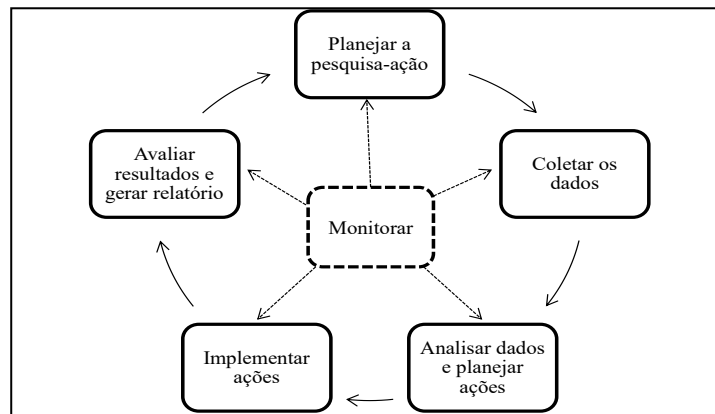 Planejar a
pesquisa-ação
Avaliar
resultados e
gerar relatório
Coletar os
dados
Monitorar
Implementar
ações
Analisar dados
e planejar
ações